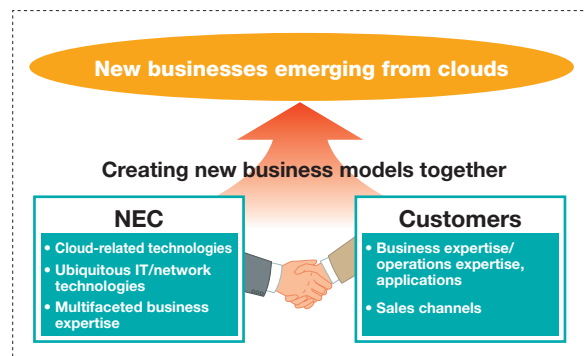 New businesses emerging from clouds
Creating new business models together
NEC
• Cloud-related technologies
• Ubiquitous IT/network
technologies
• Multifaceted business
expertise
Customers
• Business expertise/
operations expertise,
applications
• Sales channels